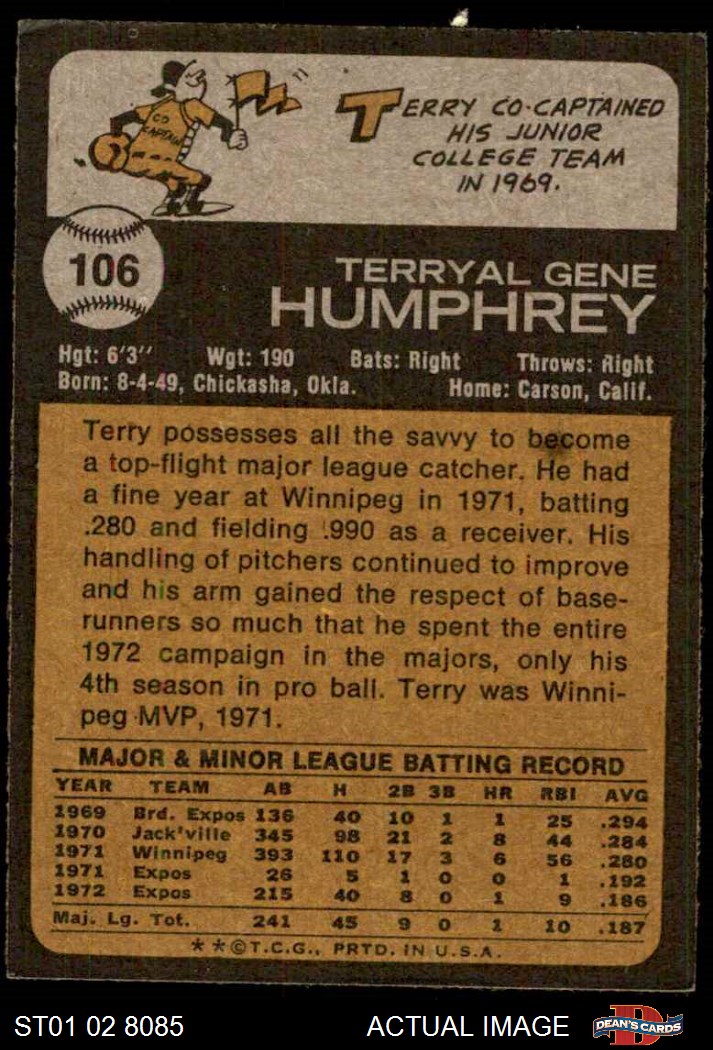 TERRY CO-CAPTAINED
HIS JUNIOR
COLLEGE TEAM
IN 1969.
CO
CAPTAIN
106
TERRYAL GENE
HUMPHREY
Hgt: 6'3" Wgt: 190 Bats: Right Throws: Right
Born: 8-4-49, Chickasha, Okla. Home: Carson, Calif.
Terry possesses all the savvy to become
a top-flight major league catcher. He had
a fine year at Winnipeg in 1971, batting
.280 and fielding .990 as a receiver. His
handling of pitchers continued to improve
and his arm gained the respect of base-
runners so much that he spent the entire
1972 campaign in the majors, only his
4th season in pro ball. Terry was Winni-
peg MVP, 1971.
MAJOR & MINOR LEAGUE BATTING RECORD
YEAR TEAM AB H 2B 3B HR RBI AVG
1969 Brd. Expos 136 40 10 1 1 25 .294
1970 Jack'ville 345 98 21 2 8 44 .284
1971 Winnipeg 393 110 17 3 6 56 .280
1971 Expos 26 5 1 0 0 1 .192
1972 Expos 215 40 8 0 1 9 .186
Maj. Lg. Tot. 241 45 9 0 1 10 .187
* * © T.C.G., PRTD. IN U.S.A.
ST01 02 8085 ACTUAL IMAGE
D
DEAN'S CARDS